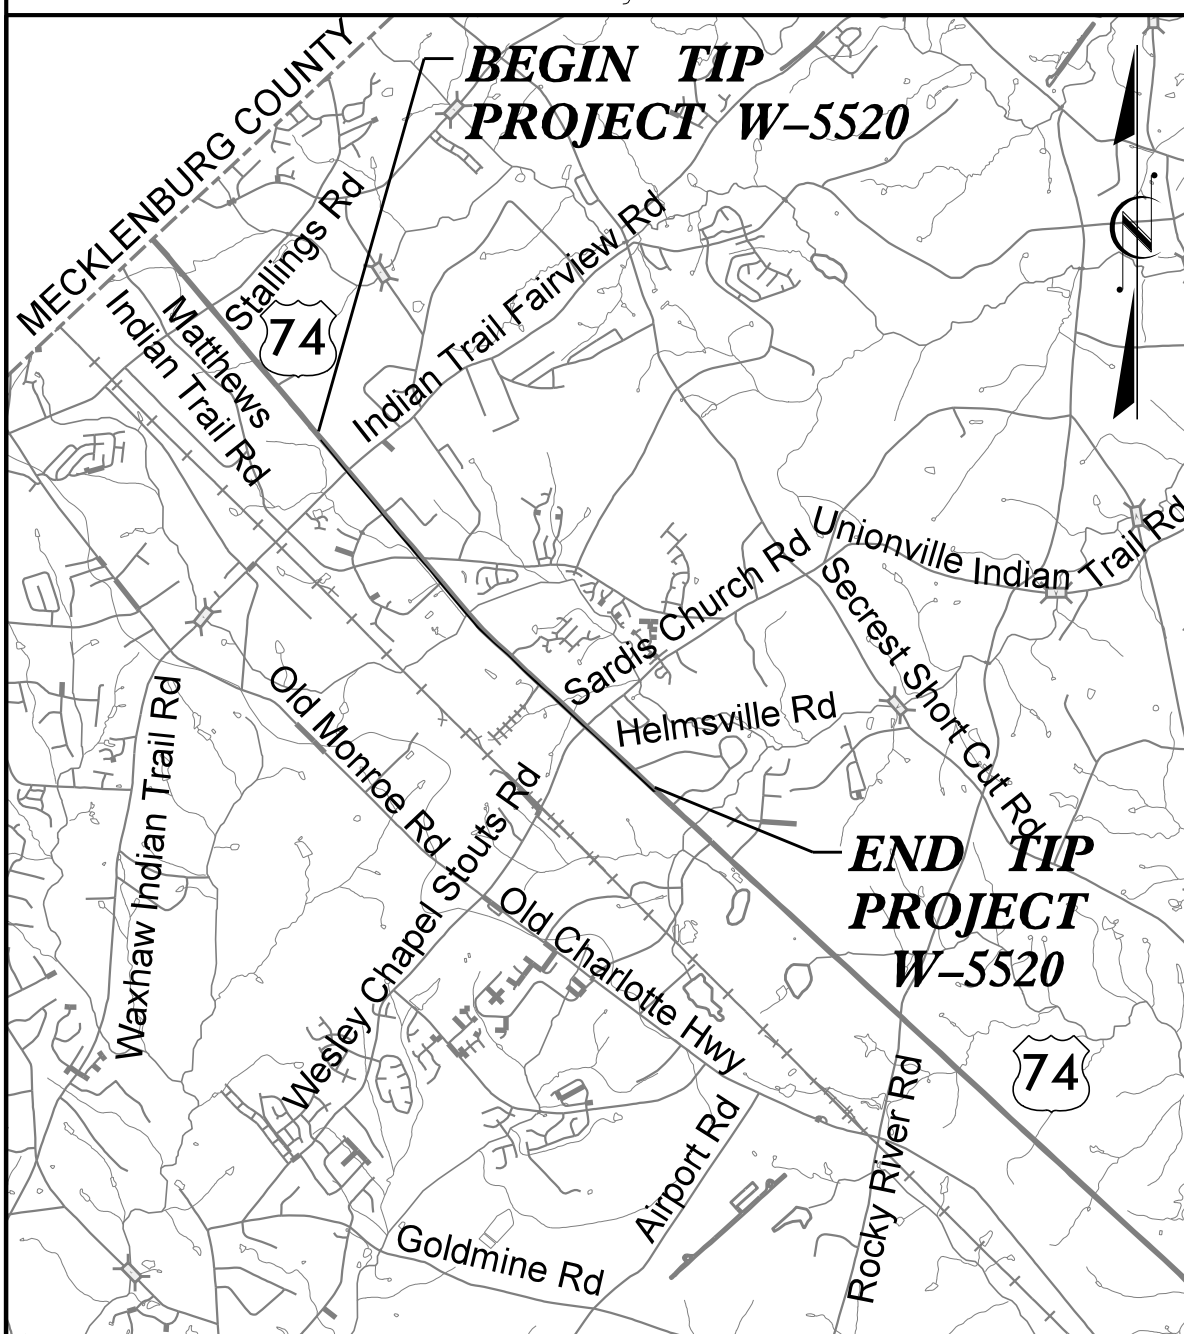 BEGIN TIP
PROJECT W–5520
MECKLENBURG COUNTY
Stallings Rd
Indian Trail Fairview Rd
74
Matthews
Indian Trail Rd
Unionville Indian Trail Rd
Sardis Church Rd
Secrest Short Cut Rd
Helmsville Rd
Old Monroe Rd
Waxhaw Indian Trail Rd
Wesley Chapel Stouts Rd
END TIP
PROJECT
W–5520
Old Charlotte Hwy
74
Airport Rd
Rocky River Rd
Goldmine Rd